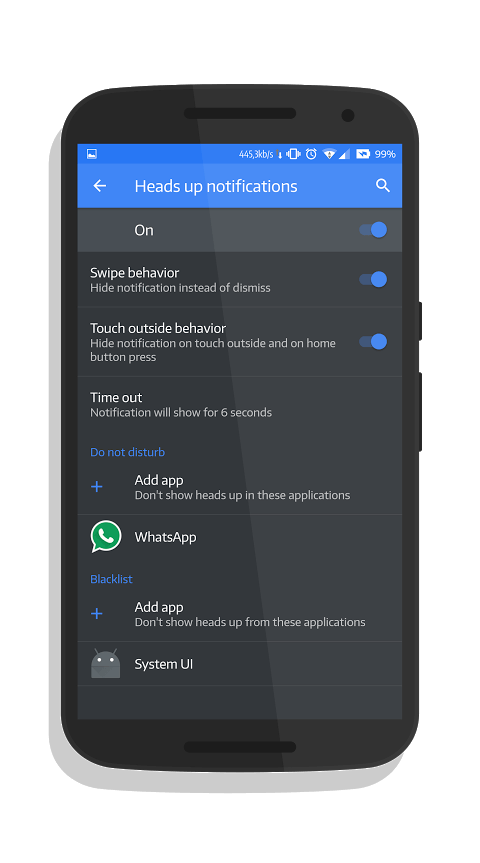 445,3kb/s 99%
Heads up notifications
On
Swipe behavior
Hide notification instead of dismiss
Touch outside behavior
Hide notification on touch outside and on home
button press
Time out
Notification will show for 6 seconds
Do not disturb
Add app
Don't show heads up in these applications
WhatsApp
Blacklist
Add app
Don't show heads up from these applications
System UI